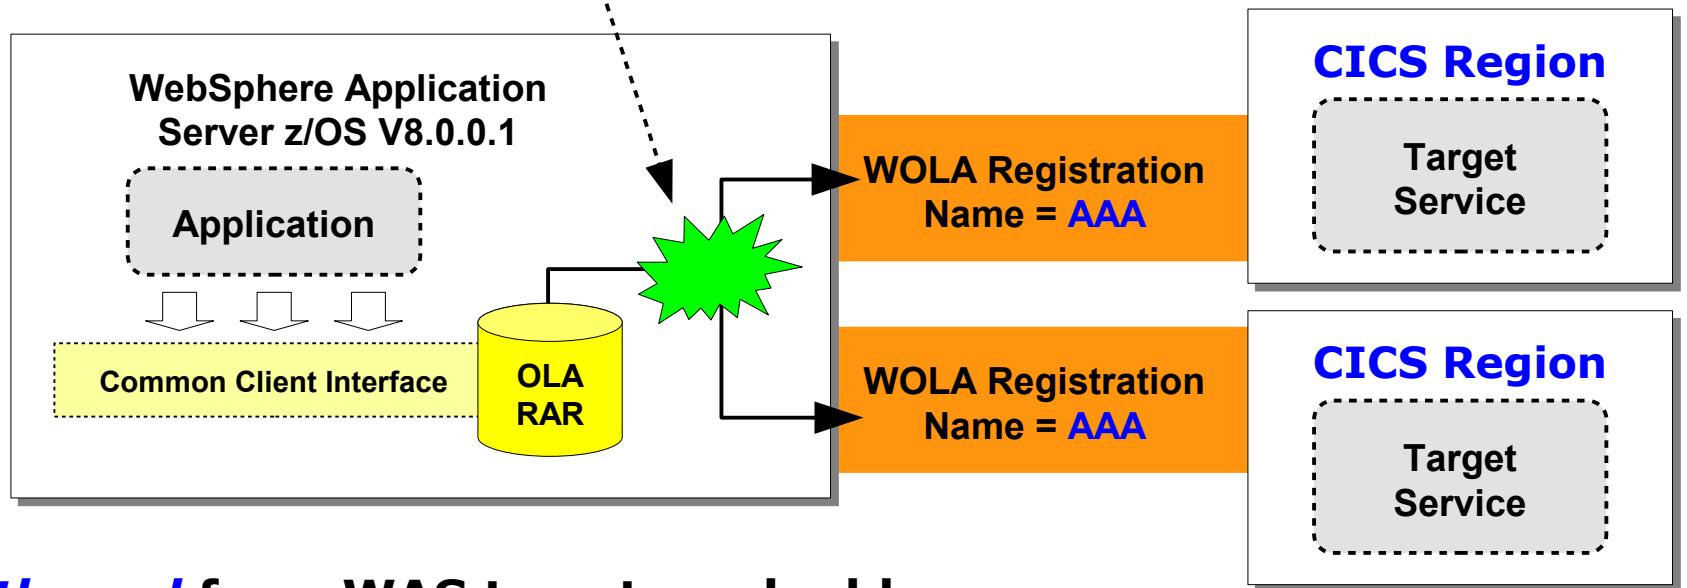 WebSphere Application
Server z/OS V8.0.0.1
Application
Common Client Interface
OLA
RAR
WOLA Registration
Name = AAA
WOLA Registration
Name = AAA
CICS Region
Target
Service
CICS Region
Target
Service